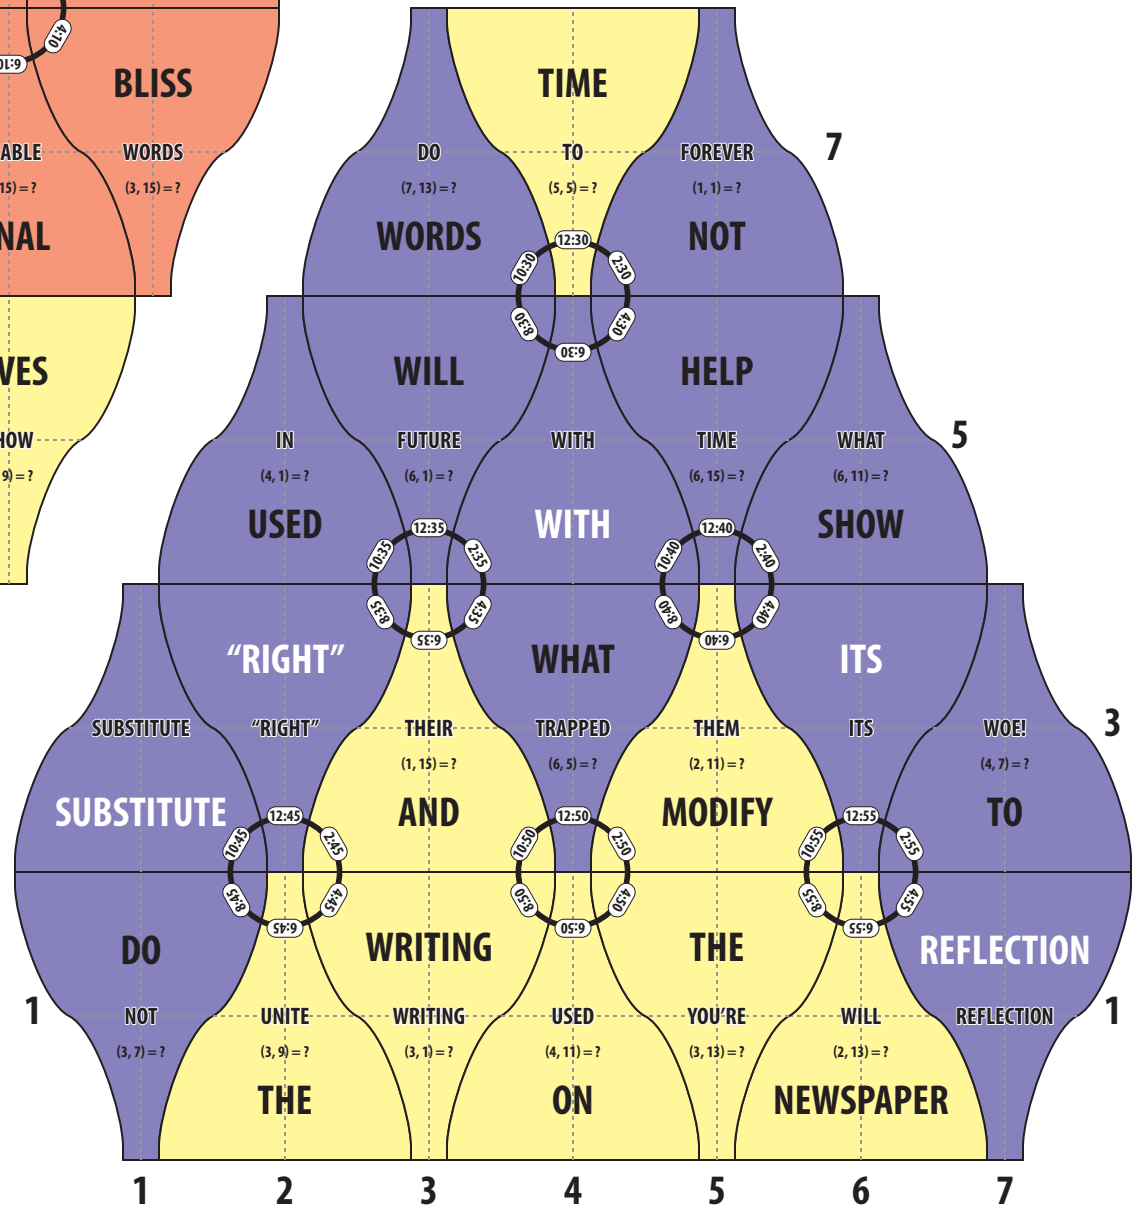 4:10
6:10
BLISS
TIME
ABLE WORDS DO TO FOREVER 7
15) = ? (3, 15) = ? (7, 13) = ? (5, 5) = ? (1, 1) = ?
NAL WORDS NOT
12:30
10:30 2:30
8:30 4:30
6:30
VES WILL HELP
HOW IN FUTURE WITH TIME WHAT 5
9) = ? (4, 1) = ? (6, 1) = ? (6, 15) = ? (6, 11) = ?
USED WITH SHOW
12:35 12:40
10:35 2:35 10:40 2:40
8:35 4:35 8:40 4:40
6:35 6:40
“RIGHT” WHAT ITS
SUBSTITUTE “RIGHT” THEIR TRAPPED THEM ITS WOE! 3
(1, 15) = ? (6, 5) = ? (2, 11) = ? (4, 7) = ?
SUBSTITUTE AND MODIFY TO
12:45 12:50 12:55
10:45 2:45 10:50 2:50 10:55 2:55
8:45 4:45 8:50 4:50 8:55 4:55
6:45 6:50 6:55
DO WRITING THE REFLECTION
1 NOT UNITE WRITING USED YOU’RE WILL REFLECTION 1
(3, 7) = ? (3, 9) = ? (3, 1) = ? (4, 11) = ? (3, 13) = ? (2, 13) = ?
THE ON NEWSPAPER
1 2 3 4 5 6 7